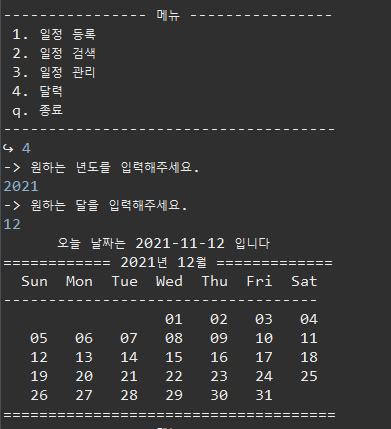 ---------------- 메뉴 ----------------
1. 일정 등록
2. 일정 검색
3. 일정 관리
4. 달력
q. 종료
-------------------------------------
↪ 4
-> 원하는 년도를 입력해주세요.
2021
-> 원하는 달을 입력해주세요.
12
오늘 날짜는 2021-11-12 입니다
============ 2021년 12월 =============
Sun Mon Tue Wed Thu Fri Sat
-----------------------------------
01 02 03 04
05 06 07 08 09 10 11
12 13 14 15 16 17 18
19 20 21 22 23 24 25
26 27 28 29 30 31
=====================================